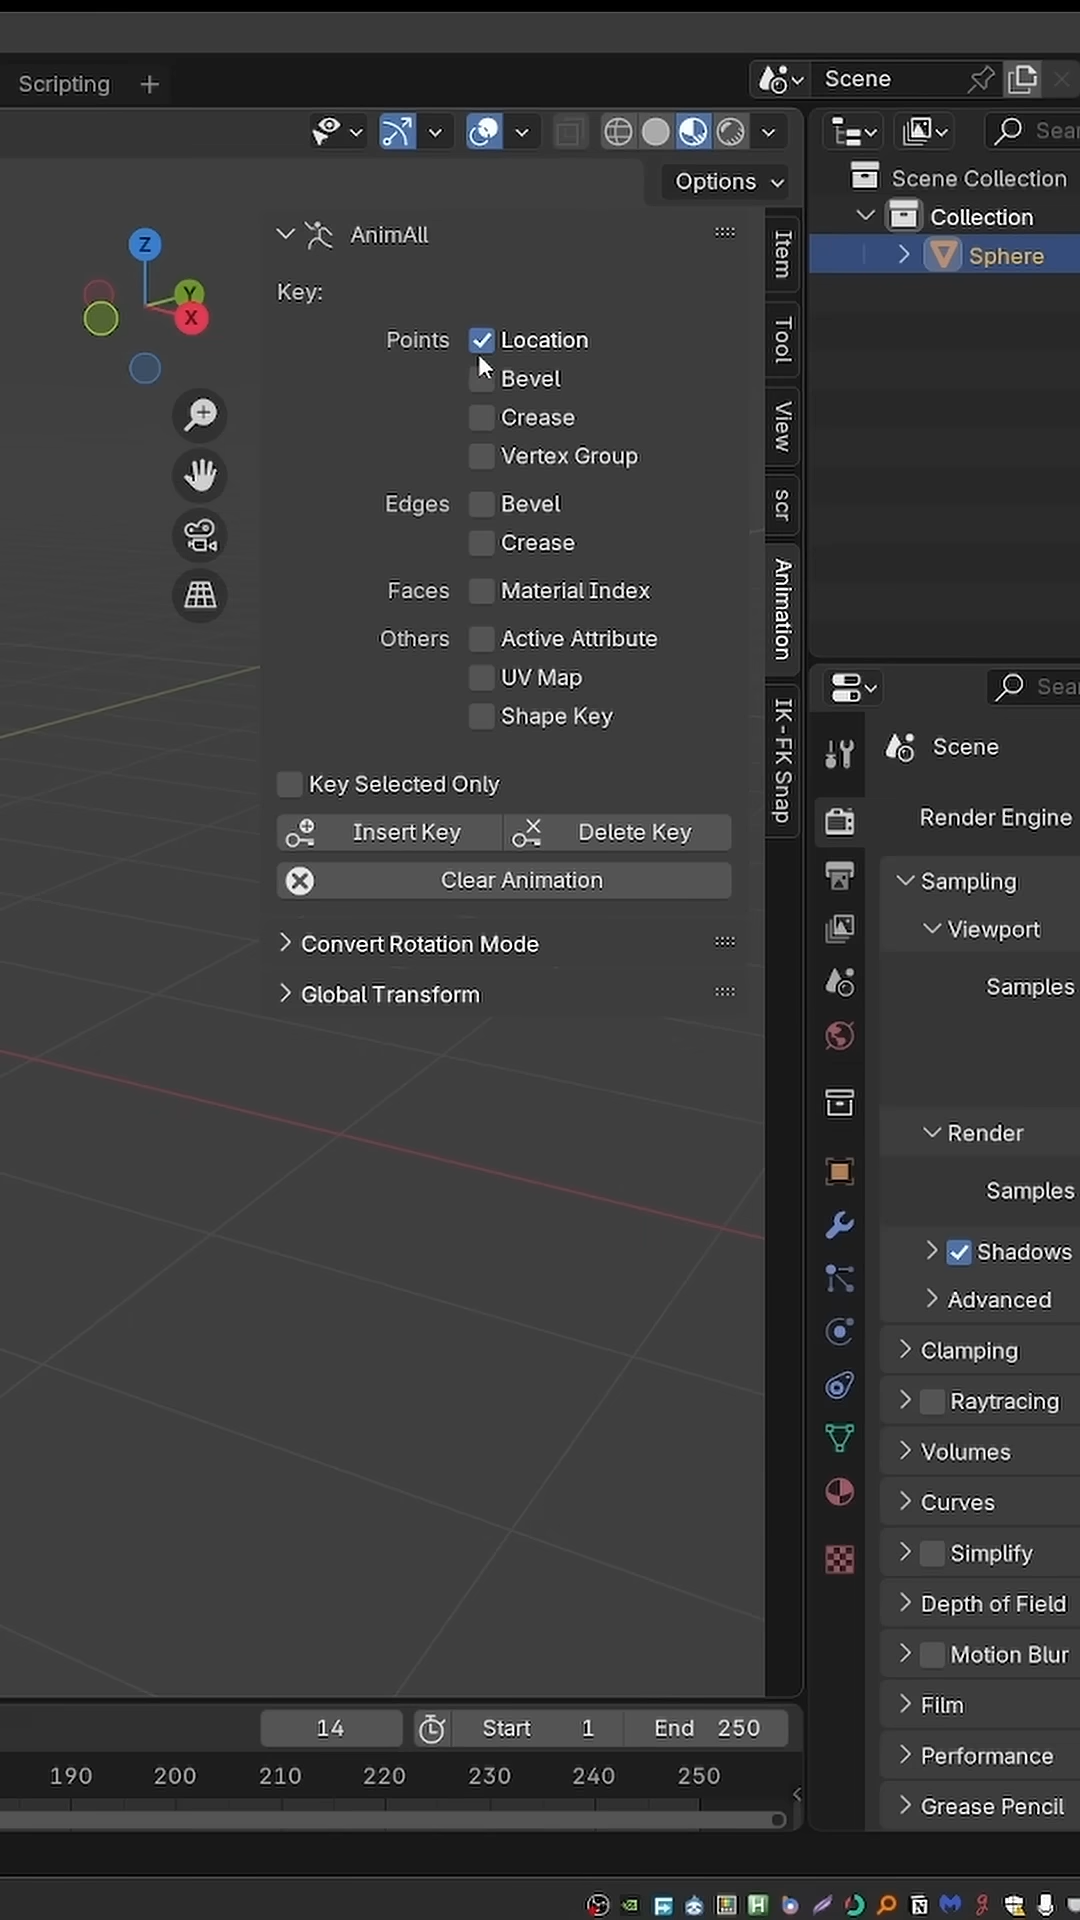 Scripting
Scene
Sea
Options
Scene Collection
Collection
Sphere
Z
Y
X
AnimAll
Key:
Points
Location
Bevel
Crease
Vertex Group
Edges
Bevel
Crease
Faces
Material Index
Others
Active Attribute
UV Map
Shape Key
Key Selected Only
Insert Key
Delete Key
Clear Animation
Convert Rotation Mode
Global Transform
Item
Tool
View
scr
Animation
IK-FK Snap
Sea
Scene
Render Engine
Sampling
Viewport
Samples
Render
Samples
Shadows
Advanced
Clamping
Raytracing
Volumes
Curves
Simplify
Depth of Field
Motion Blur
Film
Performance
Grease Pencil
14
Start 1
End 250
190 200 210 220 230 240 250